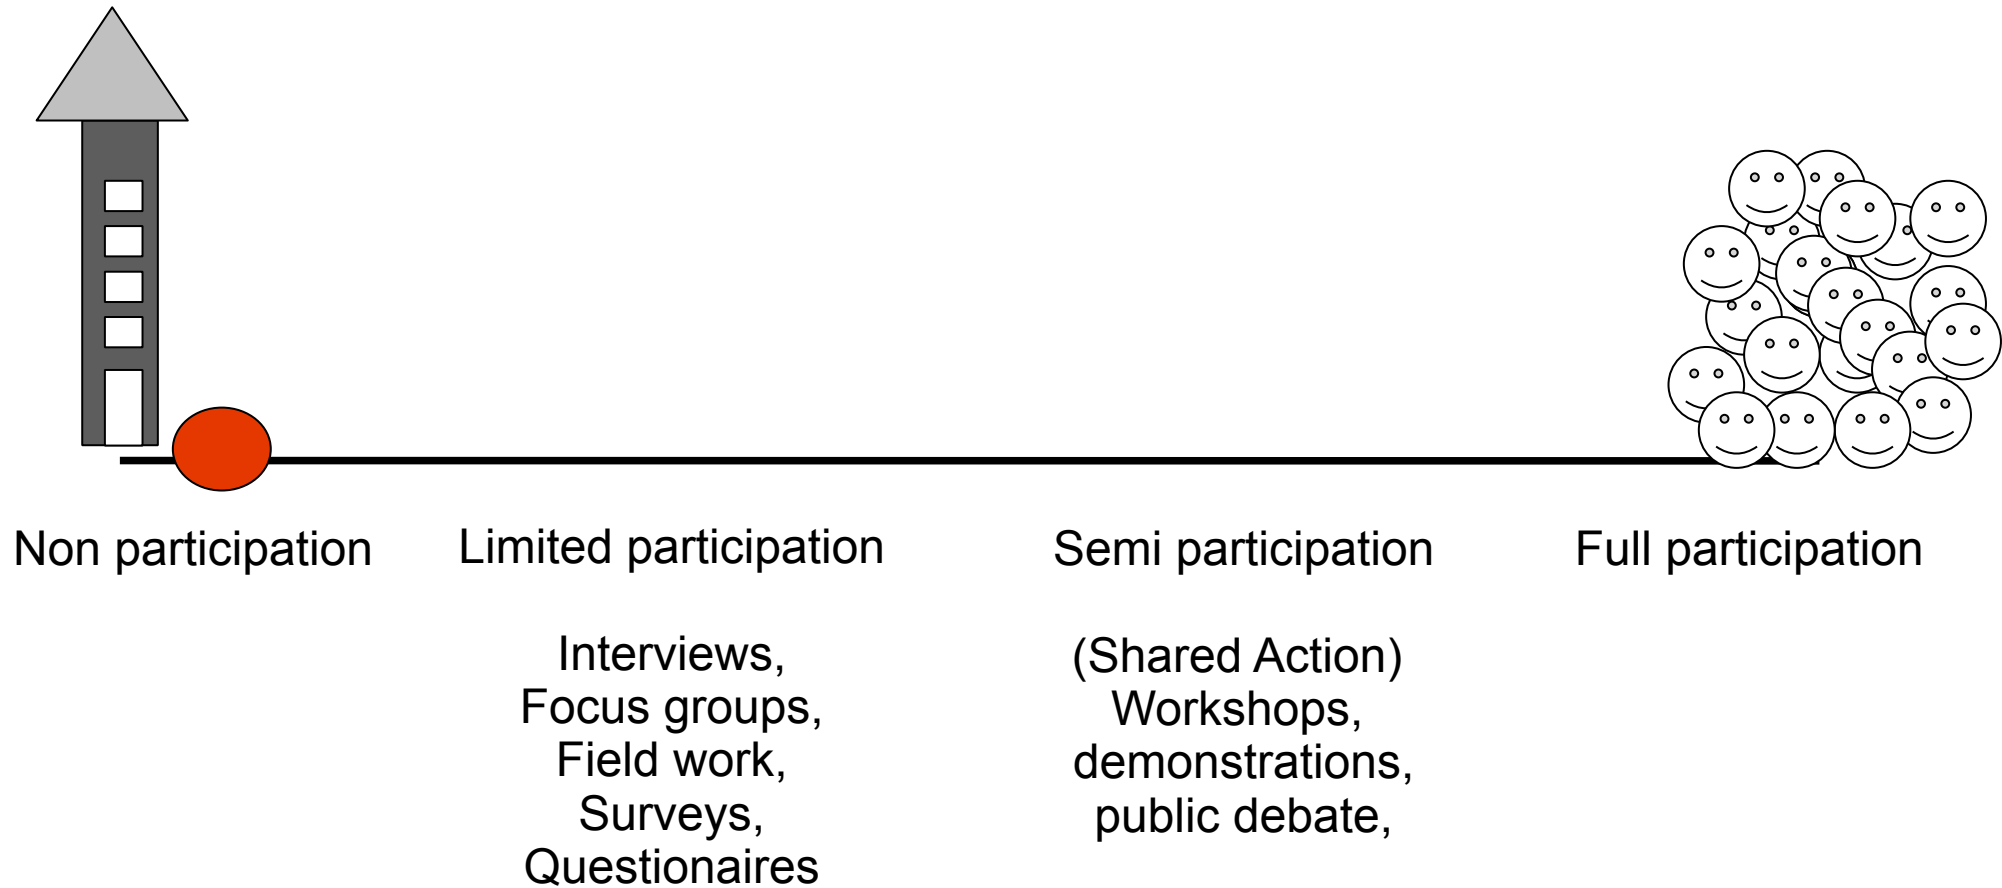 Non participation
Limited participation
Semi participation
Full participation
Interviews,
Focus groups,
Field work,
Surveys,
Questionaires
(Shared Action)
Workshops,
demonstrations,
public debate,